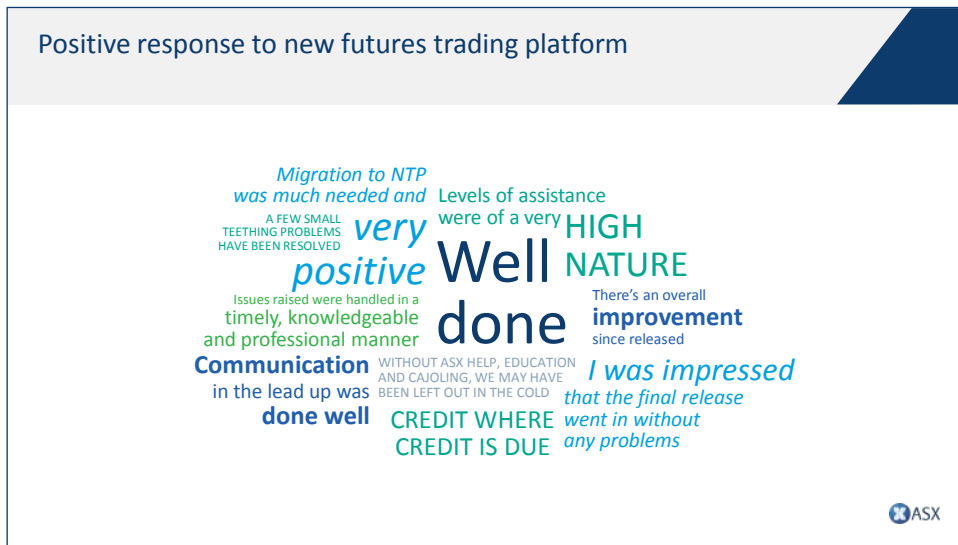 Positive response to new futures trading platform
Migration to NTP
was much needed and
very
positive
Levels of assistance
were of a very
HIGH
NATURE
A FEW SMALL
TEETHING PROBLEMS
HAVE BEEN RESOLVED
Well
done
Issues raised were handled in a
timely, knowledgeable
and professional manner
There's an overall
improvement
since released
Communication
in the lead up was
done well
WITHOUT ASX HELP, EDUCATION
AND CAJOLING, WE MAY HAVE
BEEN LEFT OUT IN THE COLD
I was impressed
that the final release
went in without
any problems
CREDIT WHERE
CREDIT IS DUE
ASX